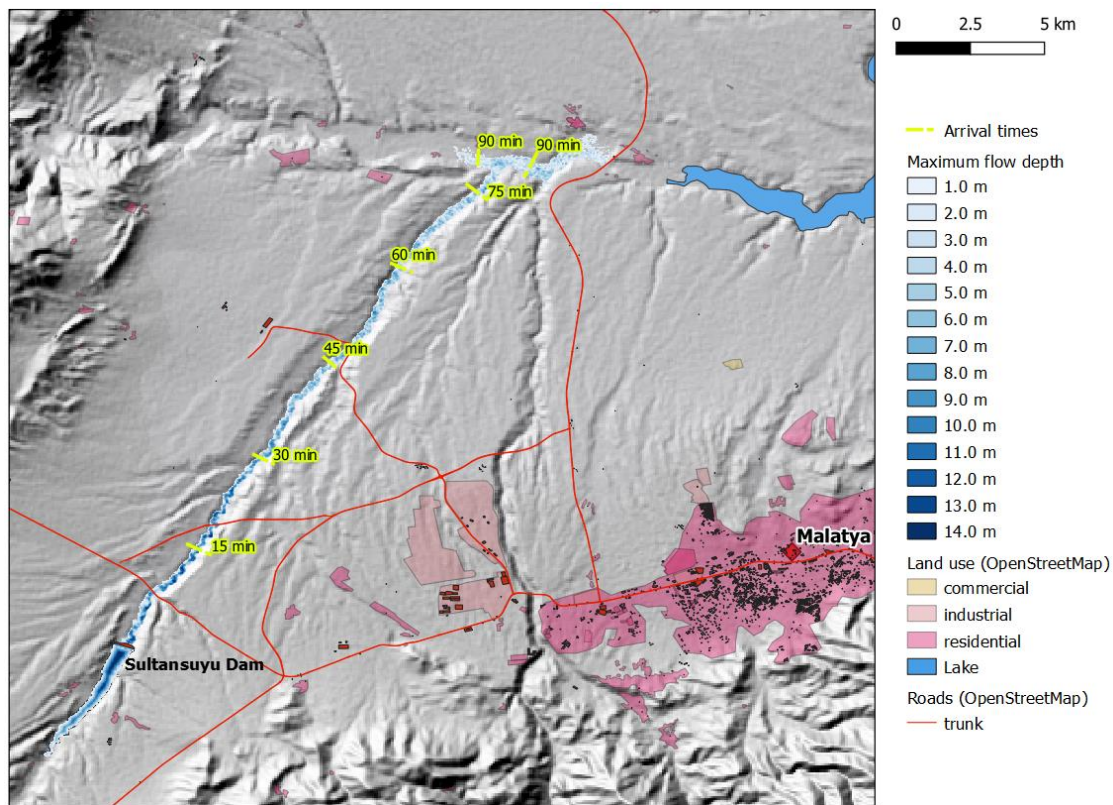 0 2.5 5 km
90 min
90 min
75 min
60 min
45 min
30 min
15 min
Malatya
Sultansuyu Dam
Arrival times
Maximum flow depth
1.0 m
2.0 m
3.0 m
4.0 m
5.0 m
6.0 m
7.0 m
8.0 m
9.0 m
10.0 m
11.0 m
12.0 m
13.0 m
14.0 m
Land use (OpenStreetMap)
commercial
industrial
residential
Lake
Roads (OpenStreetMap)
trunk